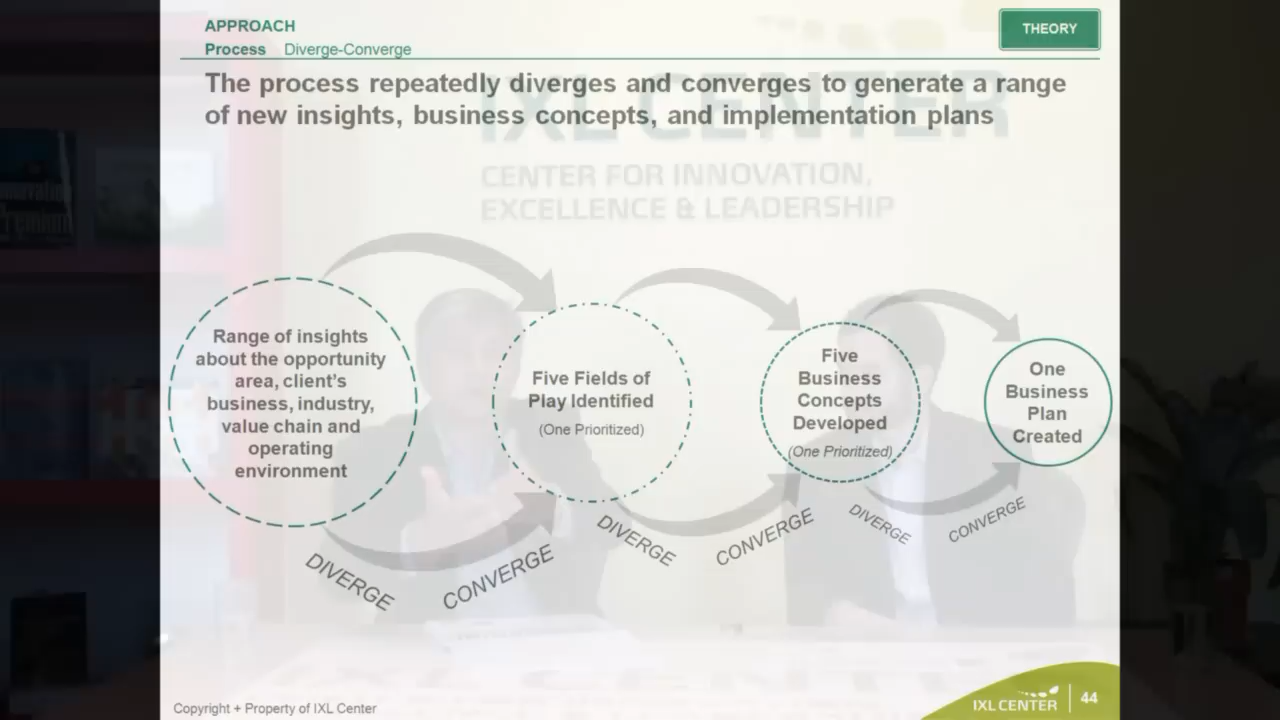 APPROACH
THEORY
Process Diverge-Converge
The process repeatedly diverges and converges to generate a range
of new insights, business concepts, and implementation plans
IXL CENTER
CENTER FOR INNOVATION,
EXCELLENCE & LEADERSHIP
Range of insights
about the opportunity
area, client's
business, industry,
value chain and
operating
environment
Five Fields of
Play Identified
(One Prioritized)
Five
Business
Concepts
Developed
(One Prioritized)
One
Business
Plan
Created
DIVERGE
CONVERGE
DIVERGE
CONVERGE
DIVERGE
CONVERGE
Copyright + Property of IXL Center
IXL CENTER
44